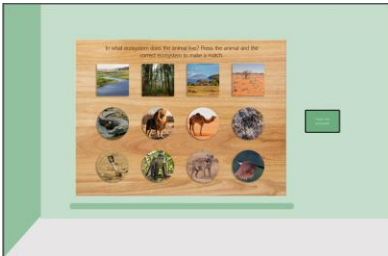 In what ecosystem does the animal live? Press the animal and the
correct ecosystem to make a match.